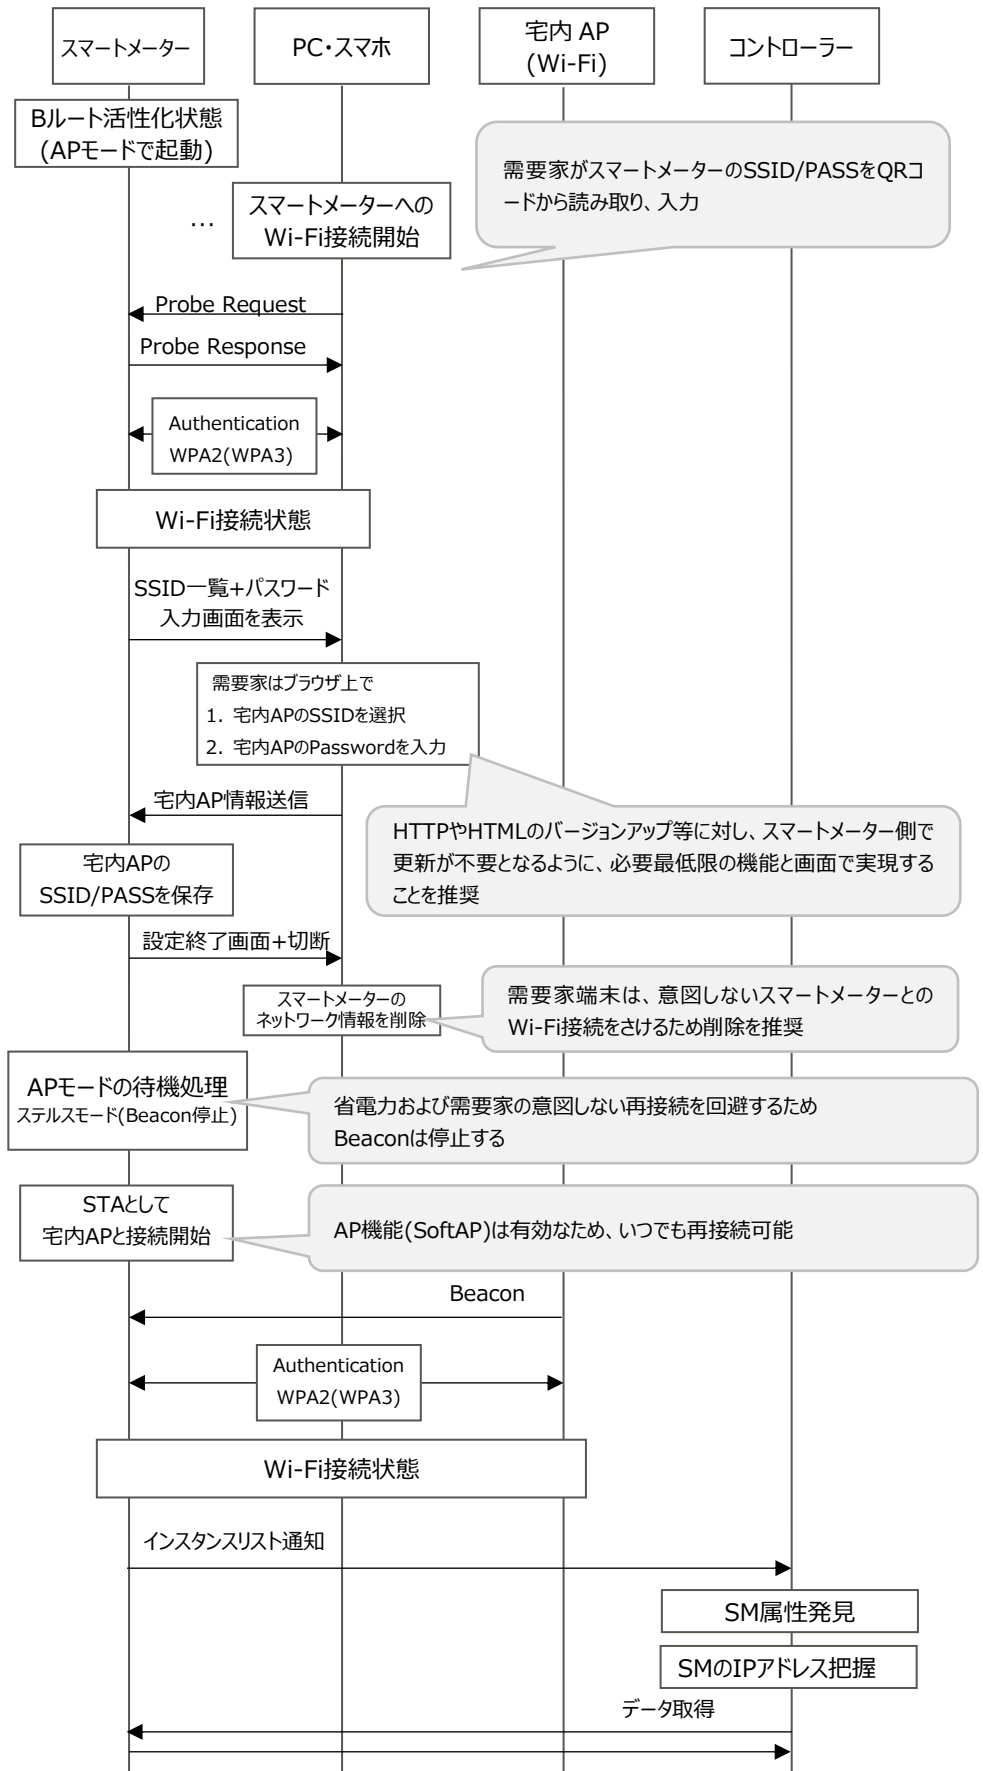 スマートメーター
PC・スマホ
宅内 AP
(Wi-Fi)
コントローラー
Bルート活性化状態
(APモードで起動)
需要家がスマートメーターのSSID/PASSをQRコ
ードから読み取り、入力
…
スマートメーターへの
Wi-Fi接続開始
Probe Request
Probe Response
Authentication
WPA2(WPA3)
Wi-Fi接続状態
SSID一覧+パスワード
入力画面を表示
需要家はブラウザ上で
1. 宅内APのSSIDを選択
2. 宅内APのPasswordを入力
宅内AP情報送信
HTTPやHTMLのバージョンアップ等に対し、スマートメーター側で
更新が不要となるように、必要最低限の機能と画面で実現する
ことを推奨
宅内APの
SSID/PASSを保存
設定終了画面+切断
スマートメーターの
ネットワーク情報を削除
需要家端末は、意図しないスマートメーターとの
Wi-Fi接続をさけるため削除を推奨
APモードの待機処理
ステルスモード(Beacon停止)
省電力および需要家の意図しない再接続を回避するため
Beaconは停止する
STAとして
宅内APと接続開始
AP機能(SoftAP)は有効なため、いつでも再接続可能
Beacon
Authentication
WPA2(WPA3)
Wi-Fi接続状態
インスタンスリスト通知
SM属性発見
SMのIPアドレス把握
データ取得